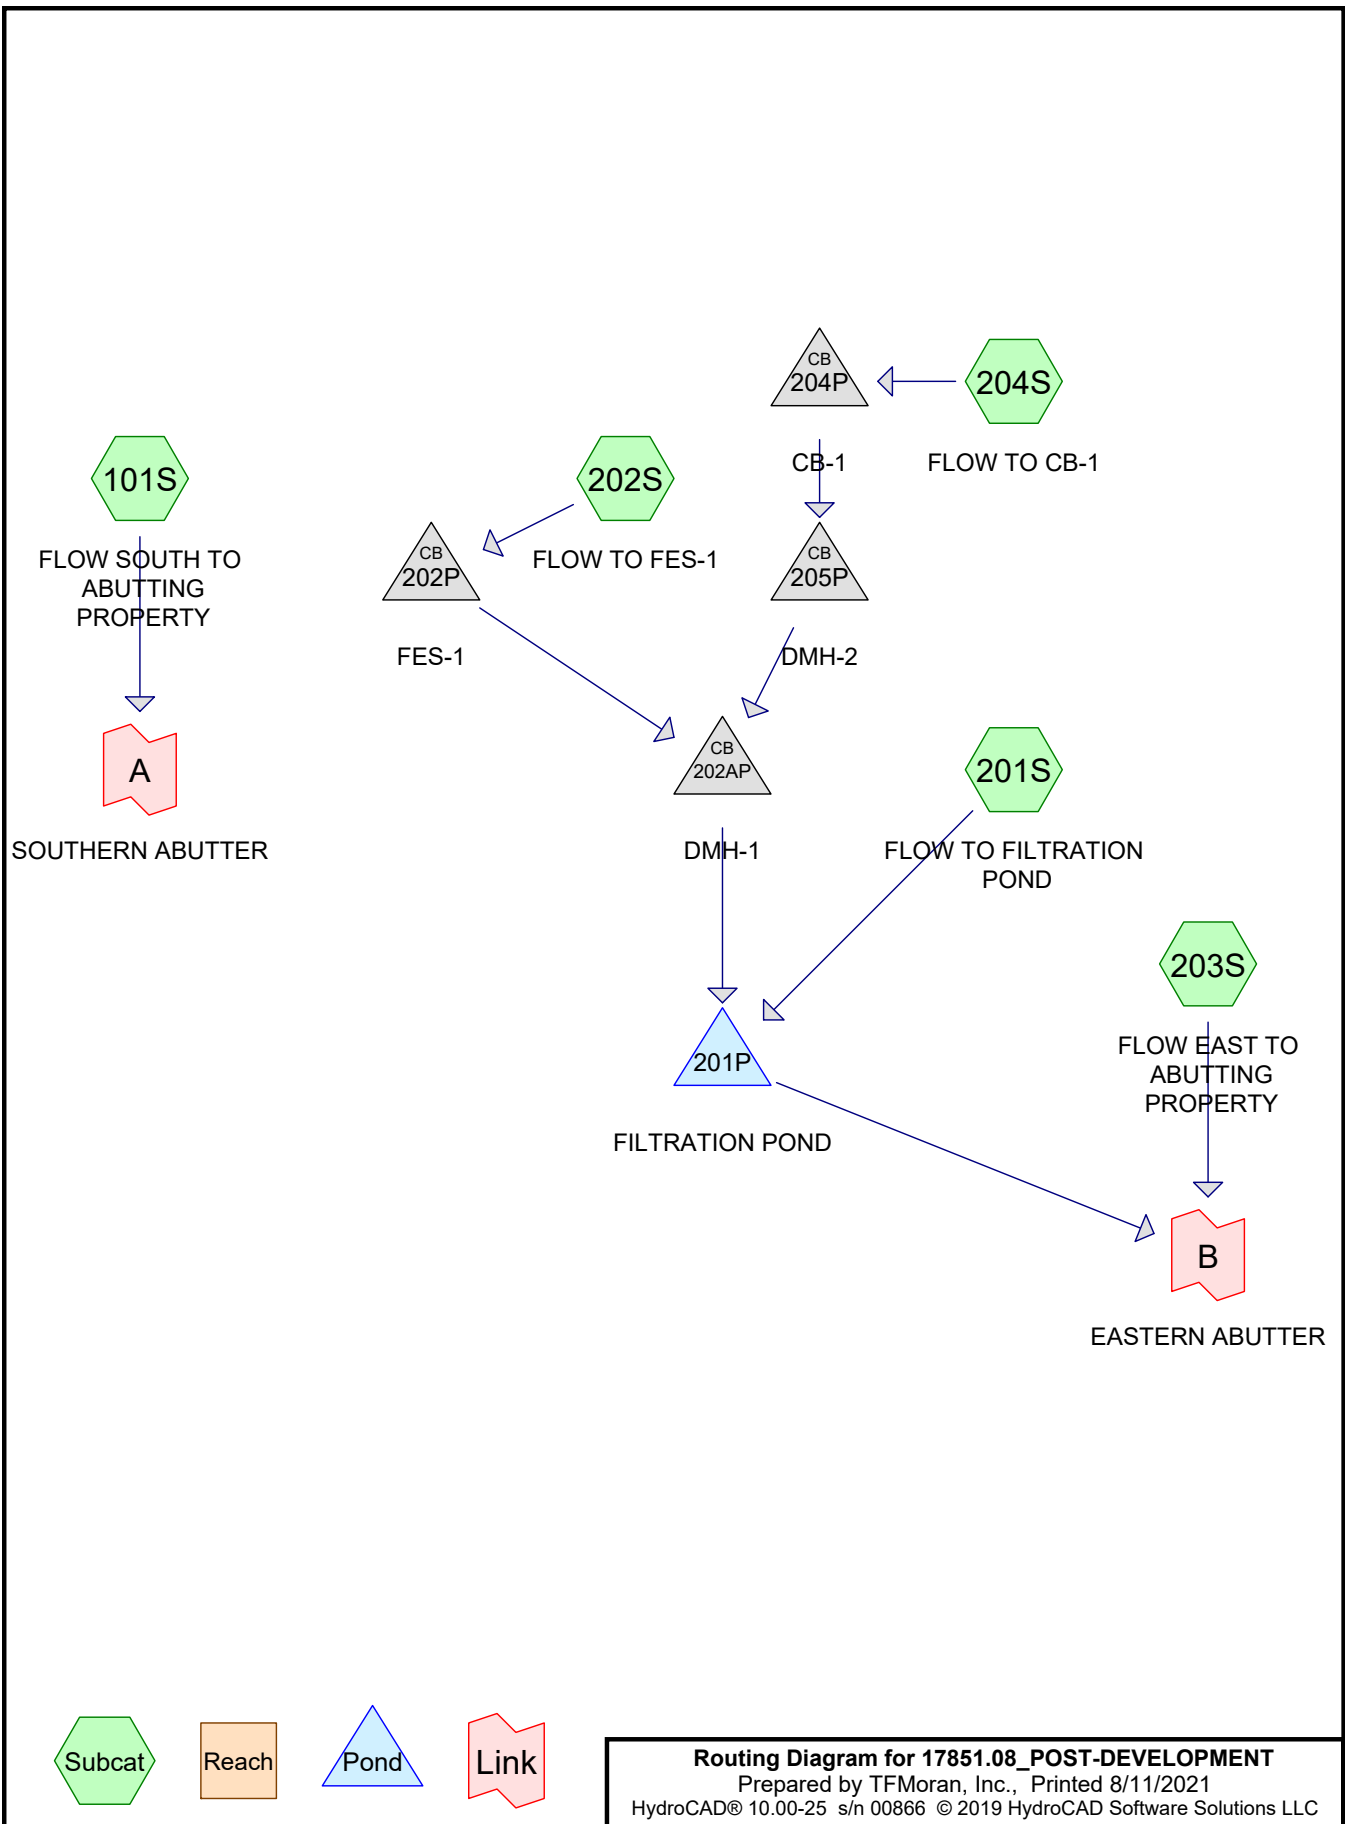 CB
204P
204S
CB-1
FLOW TO CB-1
101S
202S
FLOW SOUTH TO
ABUTTING
PROPERTY
CB
202P
FLOW TO FES-1
CB
205P
FES-1
DMH-2
A
CB
202AP
201S
SOUTHERN ABUTTER
DMH-1
FLOW TO FILTRATION
POND
203S
201P
FLOW EAST TO
ABUTTING
PROPERTY
FILTRATION POND
B
EASTERN ABUTTER
Subcat
Reach
Pond
Link
Routing Diagram for 17851.08_POST-DEVELOPMENT
Prepared by TFMoran, Inc., Printed 8/11/2021
HydroCAD® 10.00-25 s/n 00866 © 2019 HydroCAD Software Solutions LLC